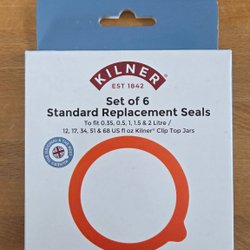 KILNER
EST 1842
Set of 6
Standard Replacement Seals
To fit 0.35, 0.5, 1, 1.5 & 2 Litre /
12, 17, 34, 51 & 68 US fl oz Kilner® Clip Top Jars